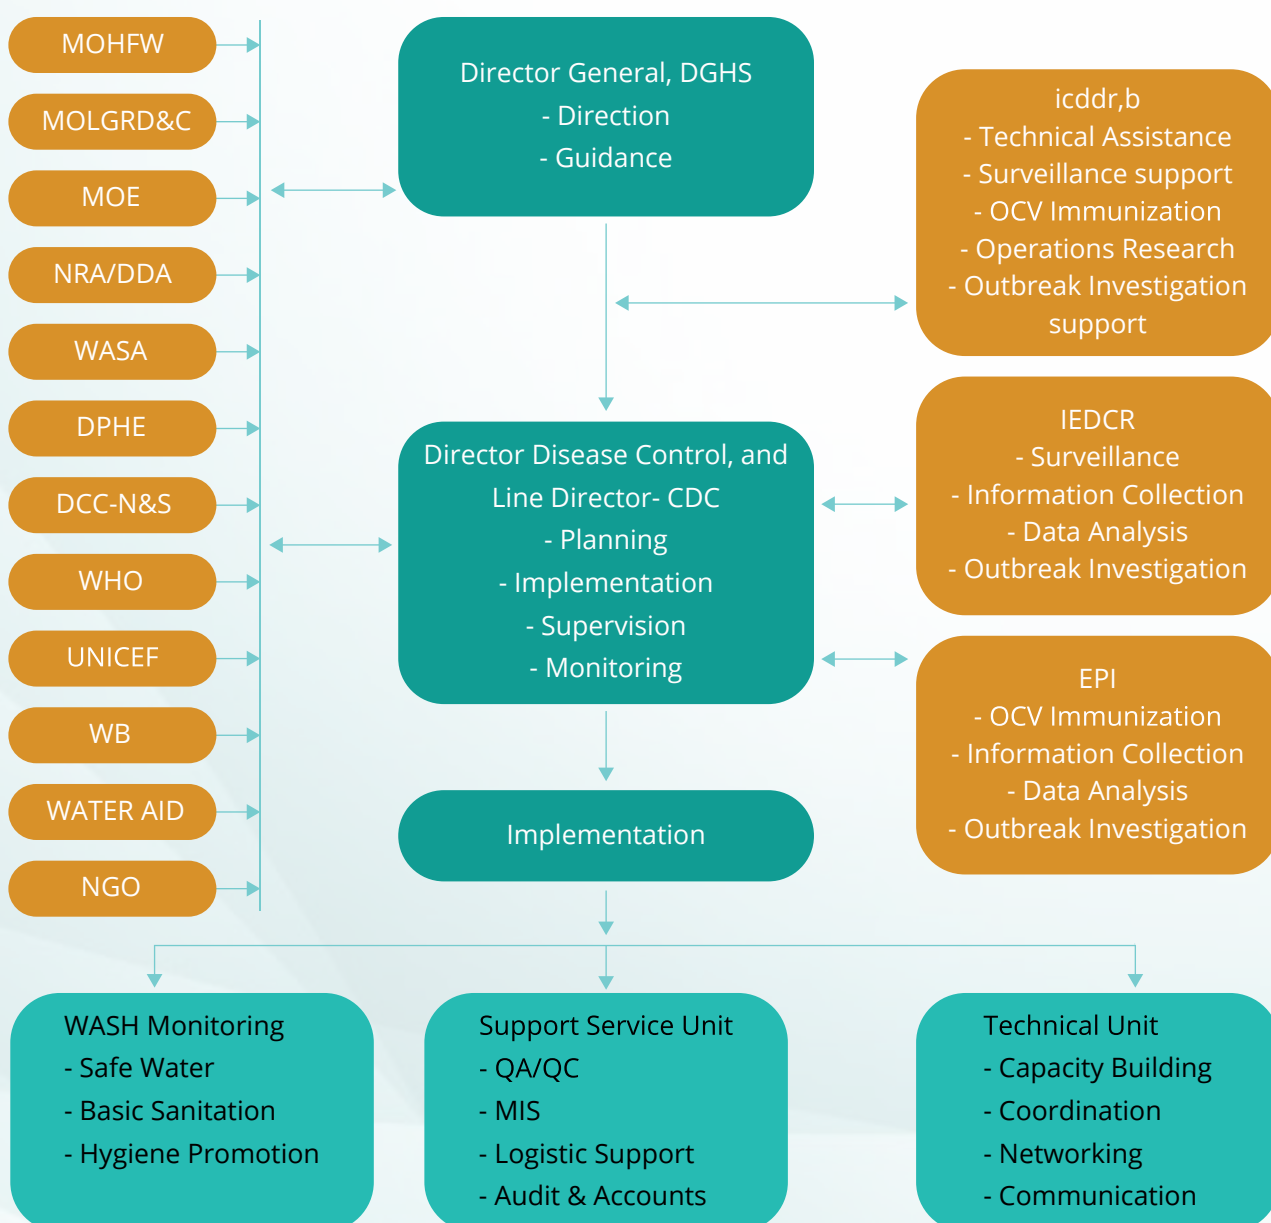 MOHFW
MOLGRD&C
MOE
NRA/DDA
WASA
DPHE
DCC-N&S
WHO
UNICEF
WB
WATER AID
NGO
Director General, DGHS
- Direction
- Guidance
Director Disease Control, and
Line Director- CDC
- Planning
- Implementation
- Supervision
- Monitoring
Implementation
icddr,b
- Technical Assistance
- Surveillance support
- OCV Immunization
- Operations Research
- Outbreak Investigation
support
IEDCR
- Surveillance
- Information Collection
- Data Analysis
- Outbreak Investigation
EPI
- OCV Immunization
- Information Collection
- Data Analysis
- Outbreak Investigation
WASH Monitoring
- Safe Water
- Basic Sanitation
- Hygiene Promotion
Support Service Unit
- QA/QC
- MIS
- Logistic Support
- Audit & Accounts
Technical Unit
- Capacity Building
- Coordination
- Networking
- Communication